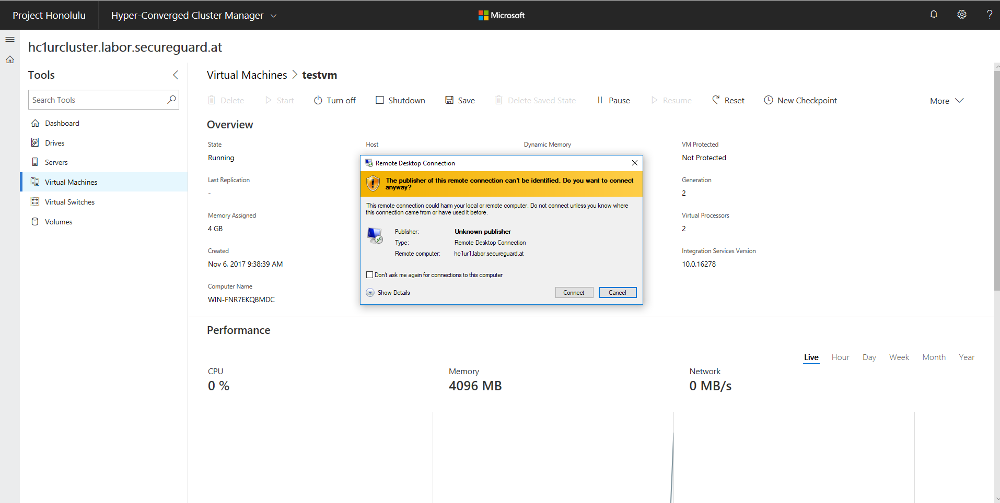 Project Honolulu
Hyper-Converged Cluster Manager
Microsoft
?
hc1urcluster.labor.secureguard.at
Tools
Search Tools
Dashboard
Drives
Servers
Virtual Machines
Virtual Switches
Volumes
Virtual Machines > testvm
Delete Start Turn off Shutdown Save Delete Saved State Pause Resume Reset New Checkpoint More
Overview
State
Running
Host
Dynamic Memory
VM Protected
Not Protected
Last Replication
-
Generation
2
Memory Assigned
4 GB
Virtual Processors
2
Created
Nov 6, 2017 9:38:39 AM
Integration Services Version
10.0.16278
Computer Name
WIN-FNR7EKQBMDC
Remote Desktop Connection
The publisher of this remote connection can't be identified. Do you want to connect
anyway?
This remote connection could harm your local or remote computer. Do not connect unless you know where
this connection came from or have used it before.
Publisher: Unknown publisher
Type: Remote Desktop Connection
Remote computer: hc1ur1.labor.secureguard.at
Don't ask me again for connections to this computer
Show Details
Connect
Cancel
Performance
Live Hour Day Week Month Year
CPU
0 %
Memory
4096 MB
Network
0 MB/s